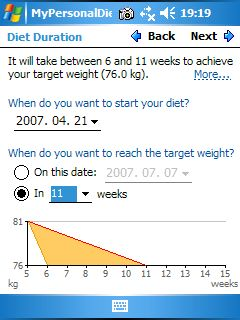 MyPersonalDie 19:19
Diet Duration Back Next
It will take between 6 and 11 weeks to achieve
your target weight (76.0 kg). More...
When do you want to start your diet?
2007. 04. 21
When do you want to reach the target weight?
On this date: 2007. 07. 07
In 11 weeks
81
76
5 6 7 8 9 10 11 12 13 14 15
kg weeks